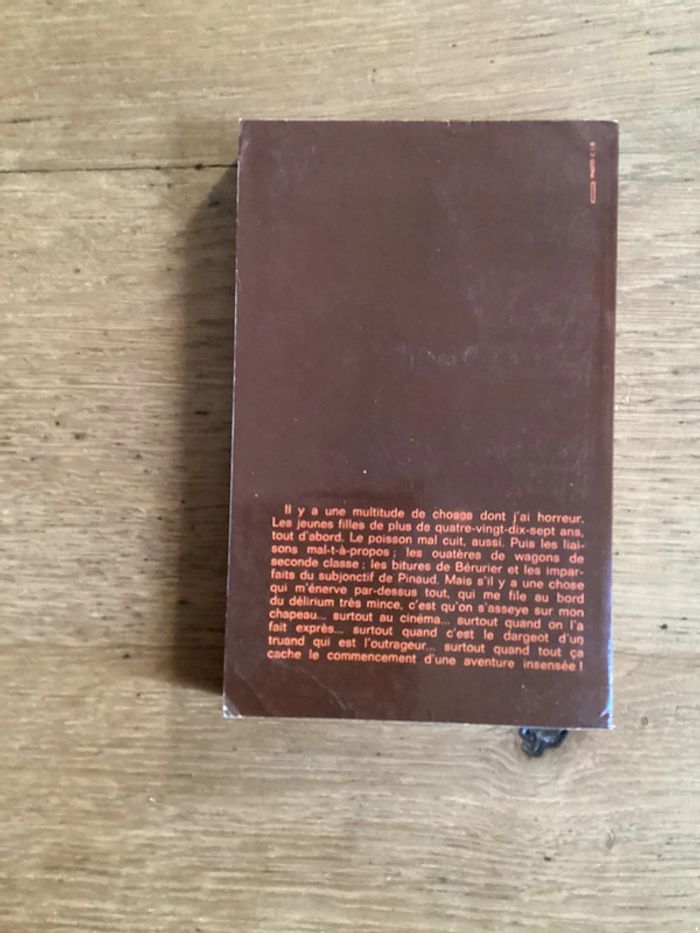 PHOTO
Il y a une multitude de choses dont j'ai horreur.
Les jeunes filles de plus de quatre-vingt-dix-sept ans,
tout d'abord. Le poisson mal cuit, aussi. Puis les liai-
sons mal-t-à-propos ; les ouatères de wagons de
seconde classe ; les bitures de Bérurier et les impar-
faits du subjonctif de Pinaud. Mais s'il y a une chose
qui m'énerve par-dessus tout, qui me file au bord
du délirium très mince, c'est qu'on s'asseye sur mon
chapeau... surtout au cinéma... surtout quand on l'a
fait exprès... surtout quand c'est le dargeot d'un
truand qui est l'outrageur... surtout quand tout ça
cache le commencement d'une aventure insensée !